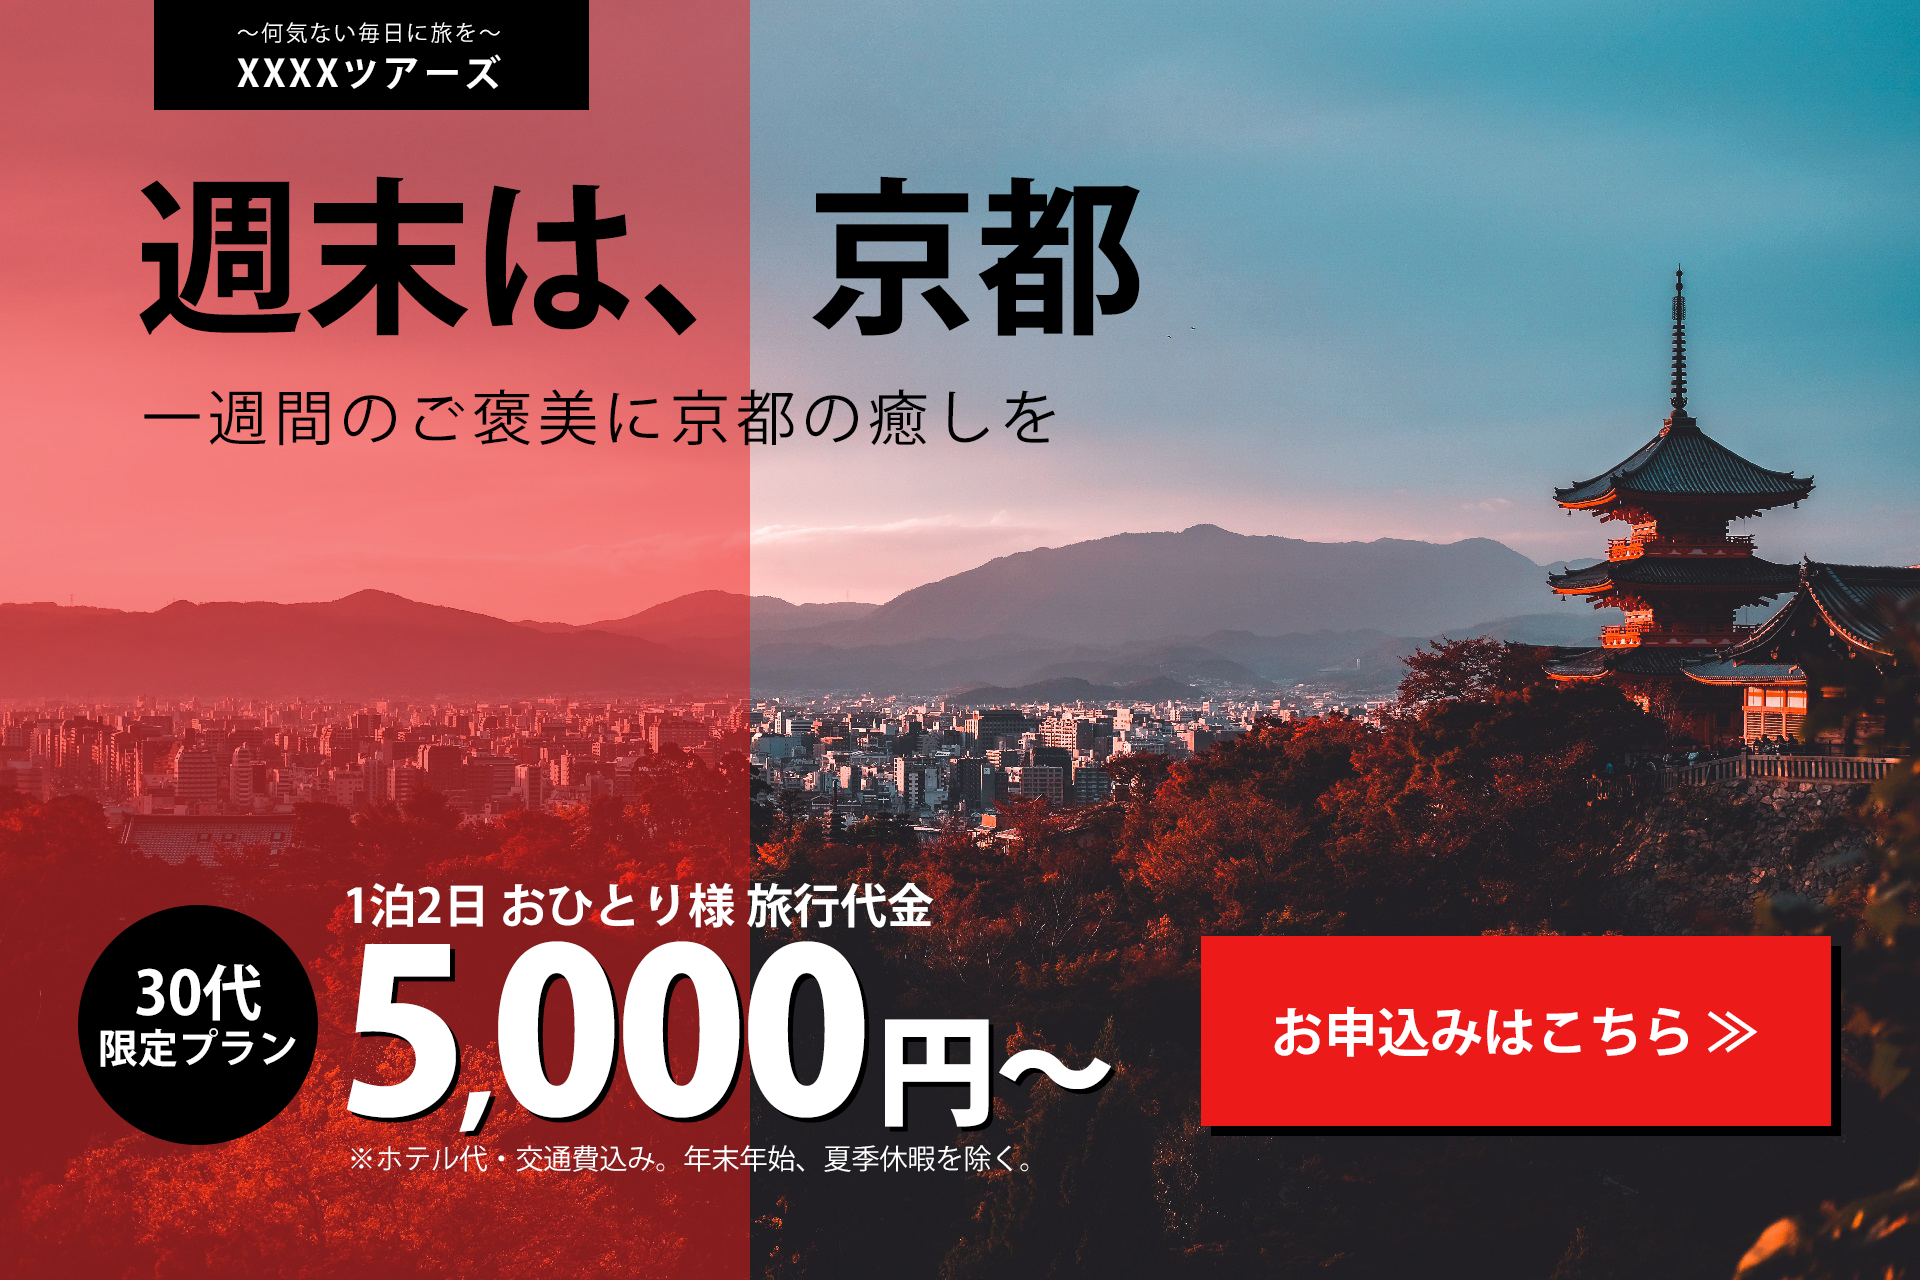 〜何気ない毎日に旅を〜
XXXXツアーズ
週末は、京都
一週間のご褒美に京都の癒しを
1泊2日 おひとり様 旅行代金
5,000円〜
30代
限定プラン
お申込みはこちら ≫
※ホテル代・交通費込み。年末年始、夏季休暇を除く。